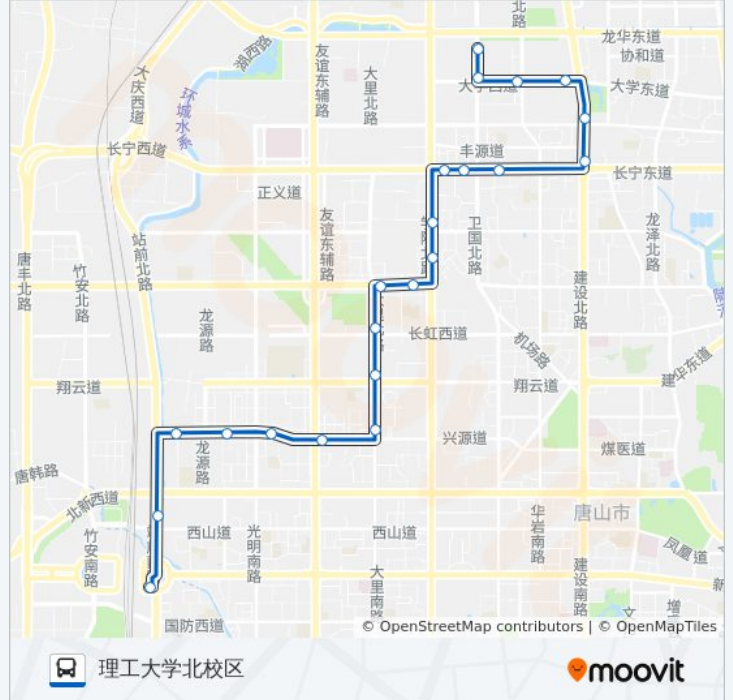 北路
龙华东道
协和道
湖西路
友谊东辅路
大里北路
大庆西道
大学东道
环城水系
长宁西道
丰源道
长宁东道
正义道
友谊东辅路
卫国北路
龙泽北路
站前北路
唐丰北路
竹安北路
建设北路
龙源路
长虹西道
机场路
建华东道
翔云道
翔云道
兴源道
龙源路
煤医道
唐韩路
北新西道
华岩南路
唐山市
西山道
光明南路
西山道
竹安南路
凤凰道
建设南路
大里南路
新
增
国防西道
© OpenStreetMap contributors | © OpenMapTiles
理工大学北校区
moovit